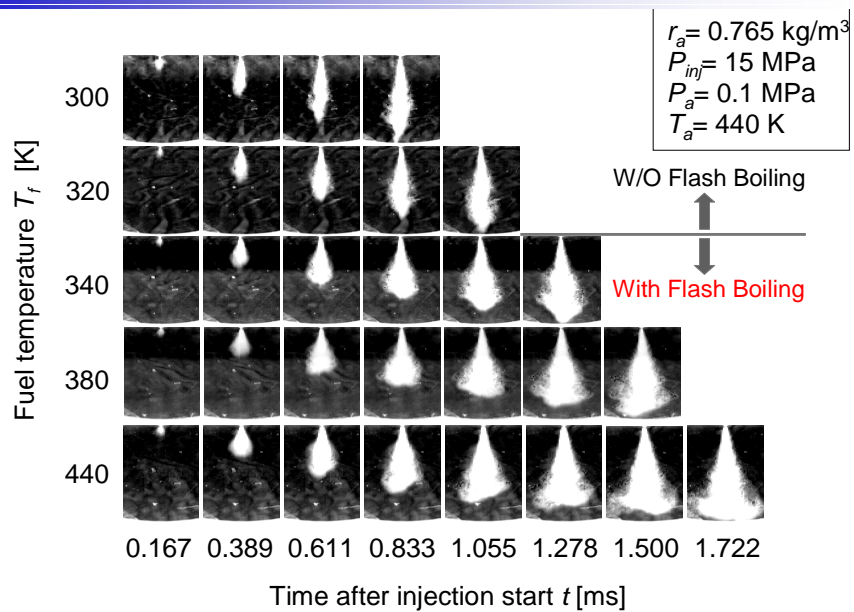 r_a= 0.765 kg/m³
P_inj= 15 MPa
P_a= 0.1 MPa
T_a= 440 K
Fuel temperature T_f [K]
300
320
340
380
440
W/O Flash Boiling
With Flash Boiling
0.167 0.389 0.611 0.833 1.055 1.278 1.500 1.722
Time after injection start t [ms]